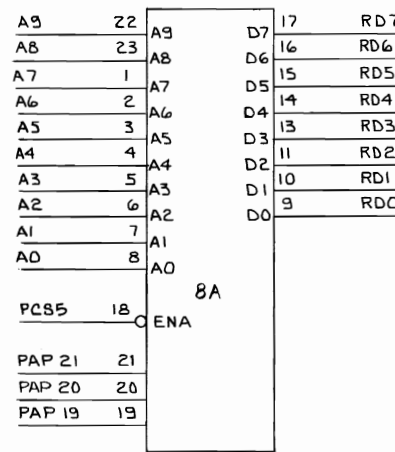 A9 22 A9 D7 17 RD7
A8 23 A8 D6 16 RD6
A7 1 A7 D5 15 RD5
A6 2 A6 D4 14 RD4
A5 3 A5 D3 13 RD3
A4 4 A4 D2 11 RD2
A3 5 A3 D1 10 RD1
A2 6 A2 D0 9 RD0
A1 7 A1
A0 8 A0
8A
PCS5 18 ENA
PAP 21 21
PAP 20 20
PAP 19 19